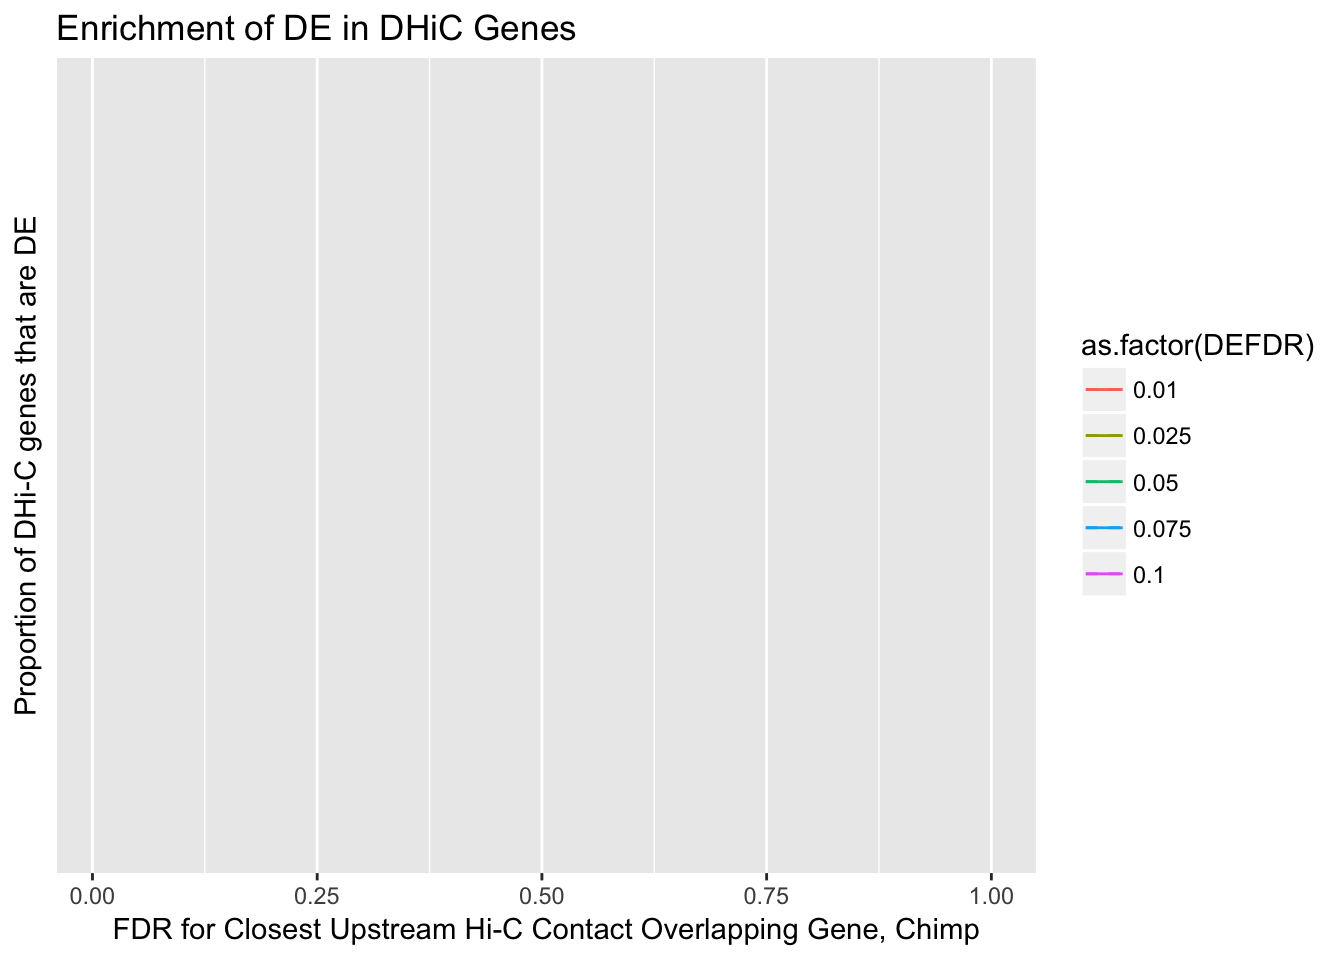 Enrichment of DE in DHiC Genes
Proportion of DHi-C genes that are DE
as.factor(DEFDR)
0.01
0.025
0.05
0.075
0.1
0.00 0.25 0.50 0.75 1.00
FDR for Closest Upstream Hi-C Contact Overlapping Gene, Chimp